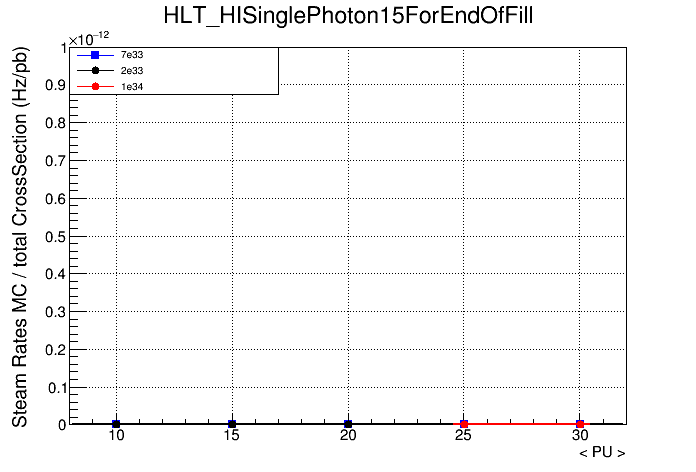 HLT_HISinglePhoton15ForEndOfFill
×10⁻¹²
7e33
2e33
1e34
Steam Rates MC / total CrossSection (Hz/pb)
1
0.9
0.8
0.7
0.6
0.5
0.4
0.3
0.2
0.1
0
10 15 20 25 30
< PU >